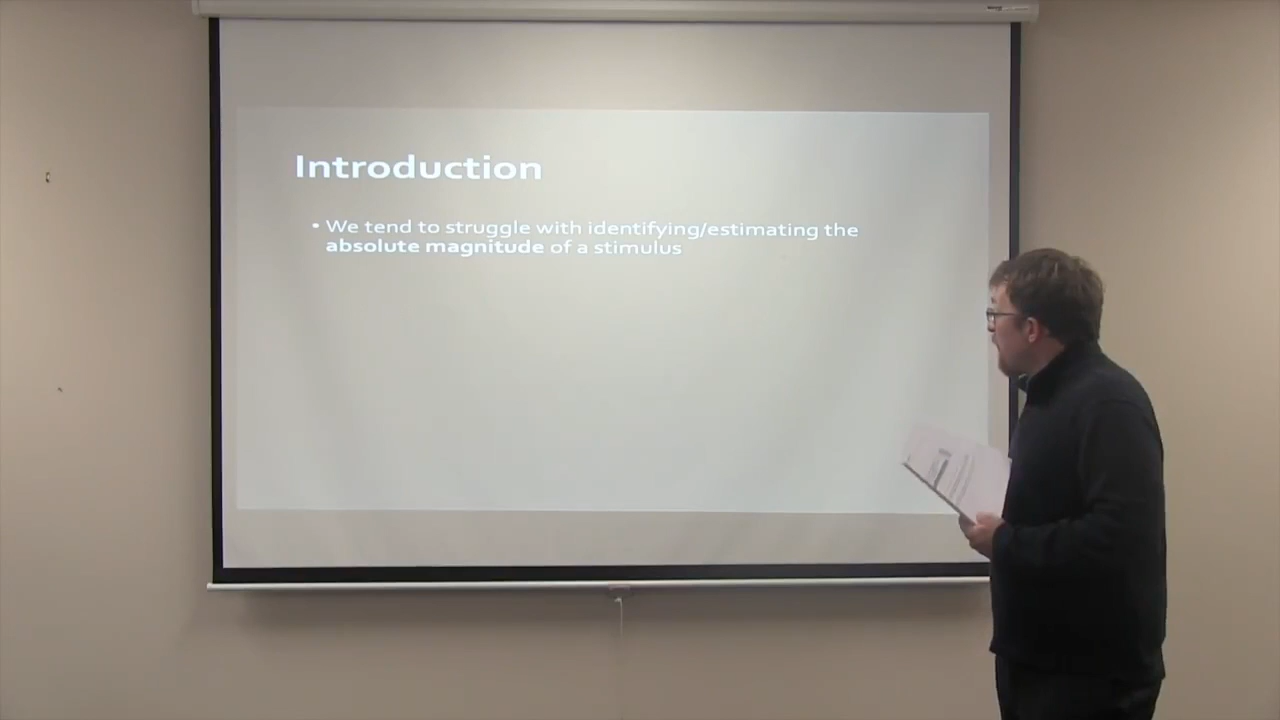 Introduction
• We tend to struggle with identifying/estimating the
absolute magnitude of a stimulus